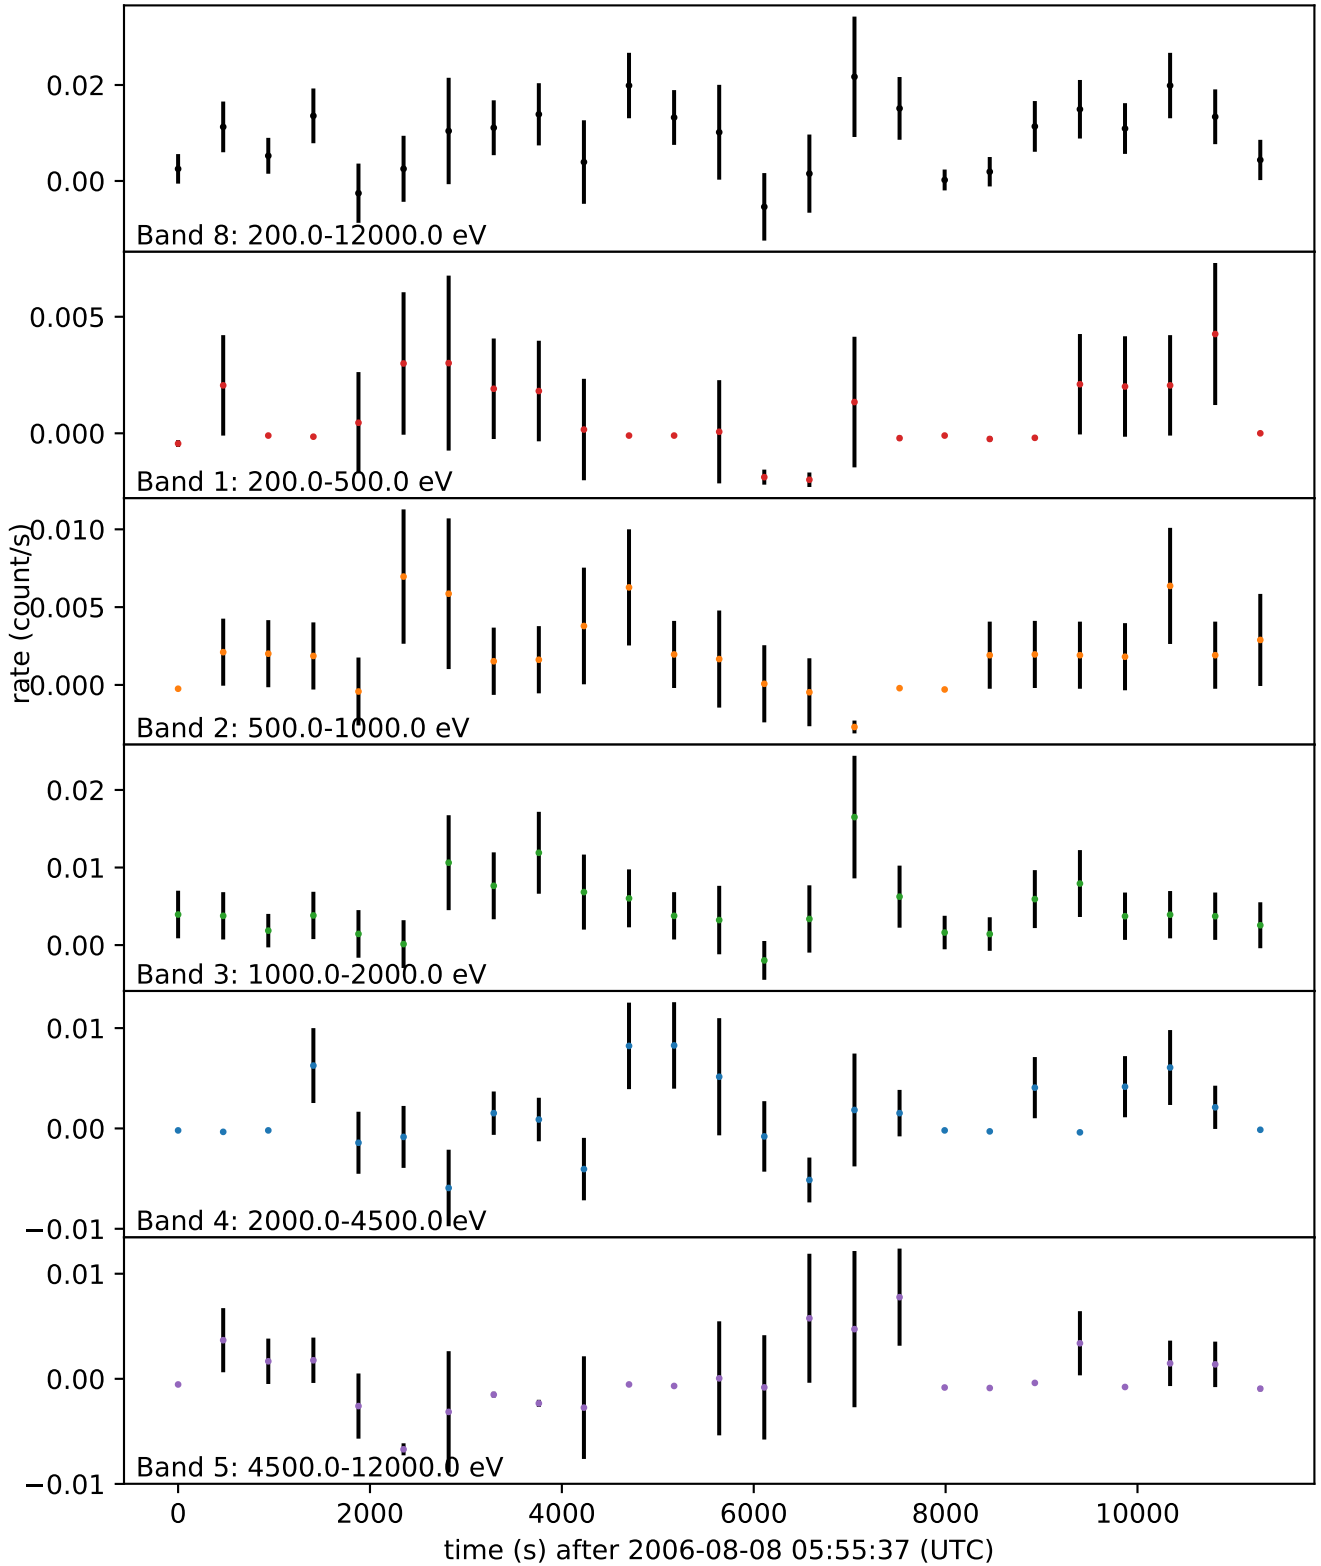 0.02
0.00
Band 8: 200.0-12000.0 eV
0.005
0.000
Band 1: 200.0-500.0 eV
rate (count/s)
0.010
0.005
0.000
Band 2: 500.0-1000.0 eV
0.02
0.01
0.00
Band 3: 1000.0-2000.0 eV
0.01
0.00
−0.01
Band 4: 2000.0-4500.0 eV
0.01
0.00
−0.01
Band 5: 4500.0-12000.0 eV
0 2000 4000 6000 8000 10000
time (s) after 2006-08-08 05:55:37 (UTC)